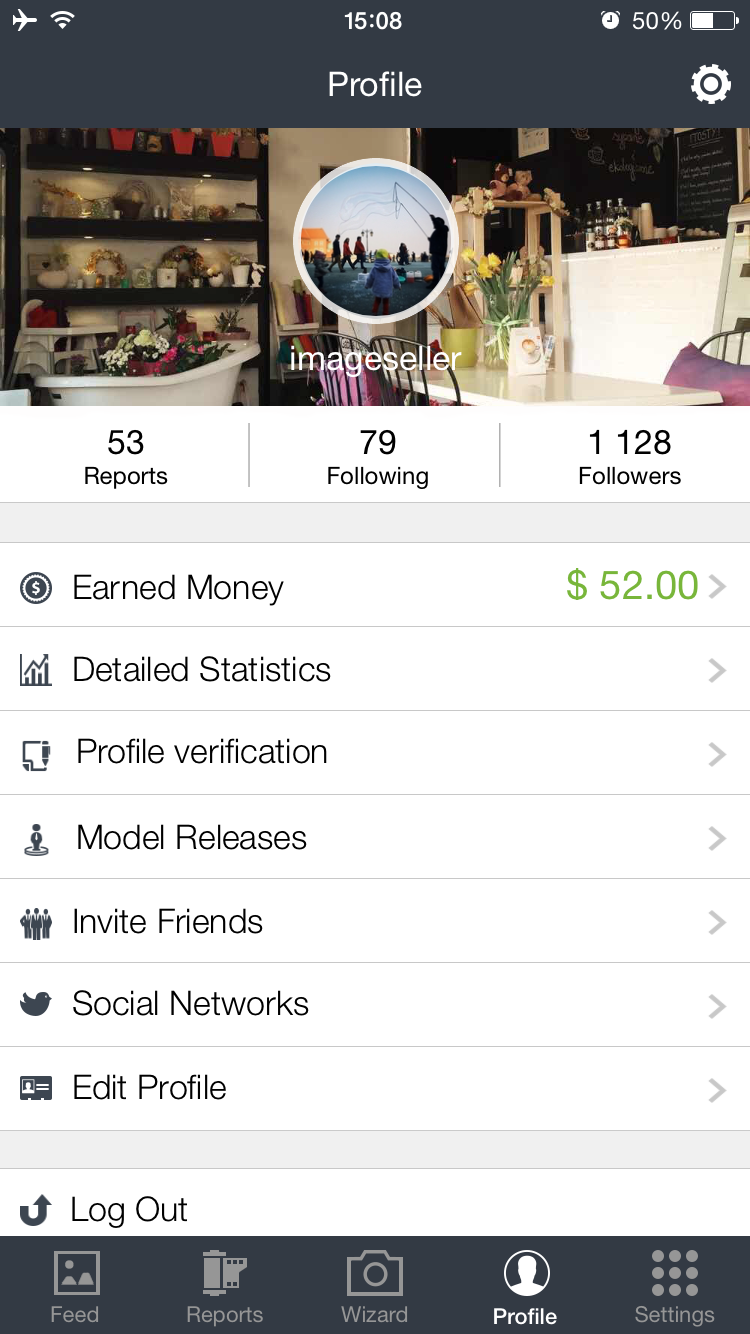 15:08
50%
Profile
ITOSTY!
imageseller
53
Reports
79
Following
1 128
Followers
Earned Money
$ 52.00
Detailed Statistics
Profile verification
Model Releases
Invite Friends
Social Networks
Edit Profile
Log Out
Feed
Reports
Wizard
Profile
Settings